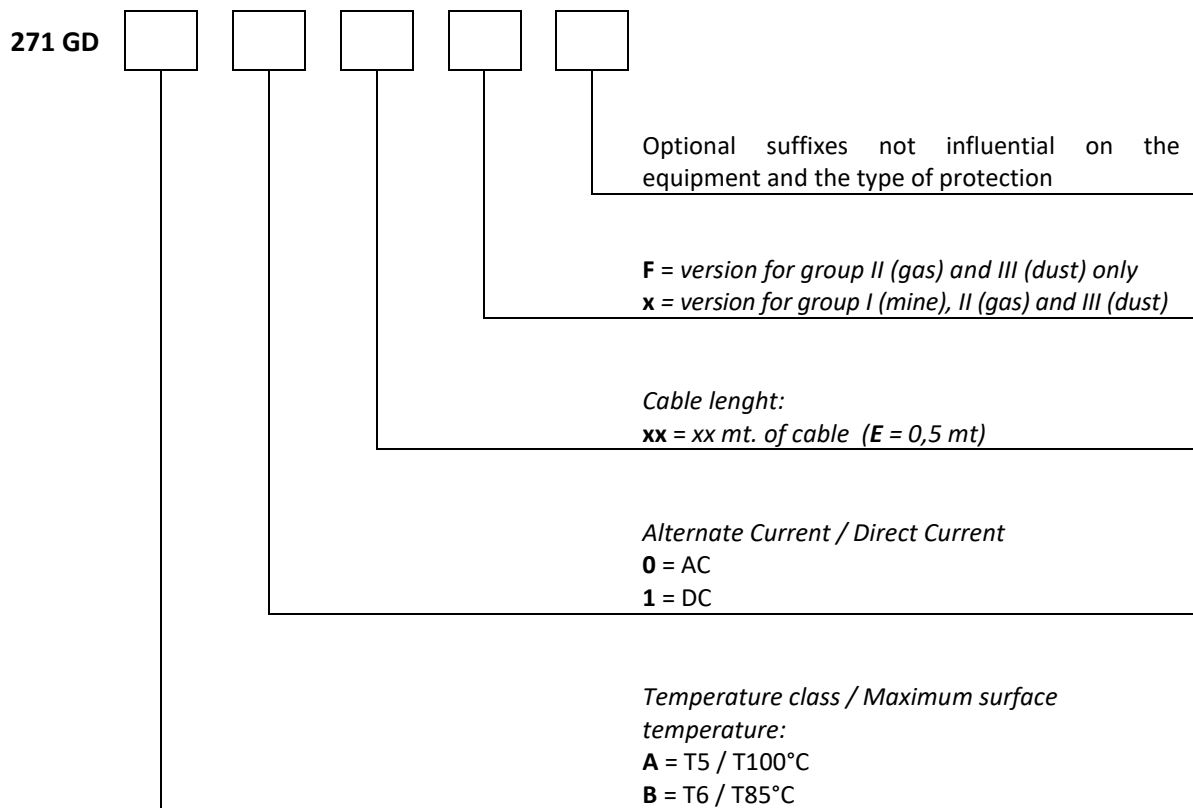 271 GD
Optional suffixes not influential on the
equipment and the type of protection
F = version for group II (gas) and III (dust) only
x = version for group I (mine), II (gas) and III (dust)
Cable lenght:
xx = xx mt. of cable (E = 0,5 mt)
Alternate Current / Direct Current
0 = AC
1 = DC
Temperature class / Maximum surface
temperature:
A = T5 / T100°C
B = T6 / T85°C